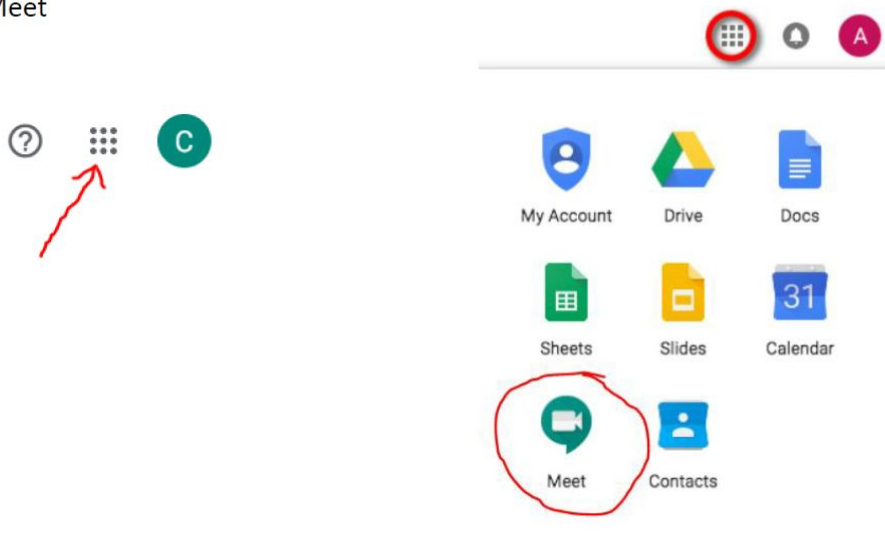 Meet
C
A
My Account Drive Docs
31
Sheets Slides Calendar
Meet Contacts